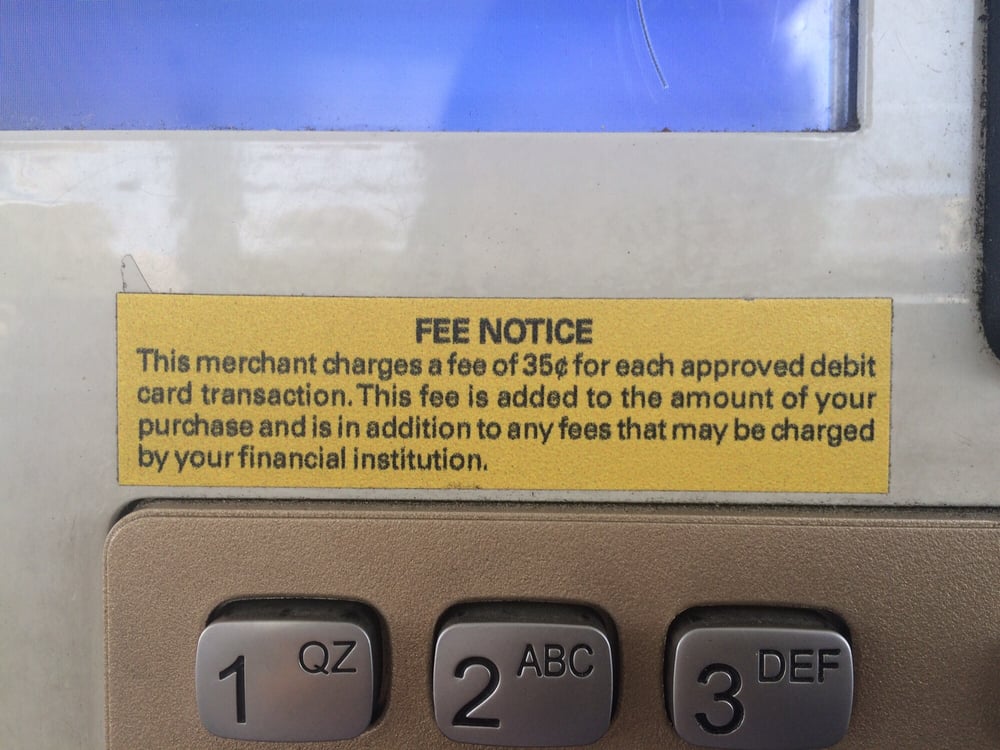 FEE NOTICE
This merchant charges a fee of 35¢ for each approved debit
card transaction. This fee is added to the amount of your
purchase and is in addition to any fees that may be charged
by your financial institution.
1 QZ
2 ABC
3 DEF